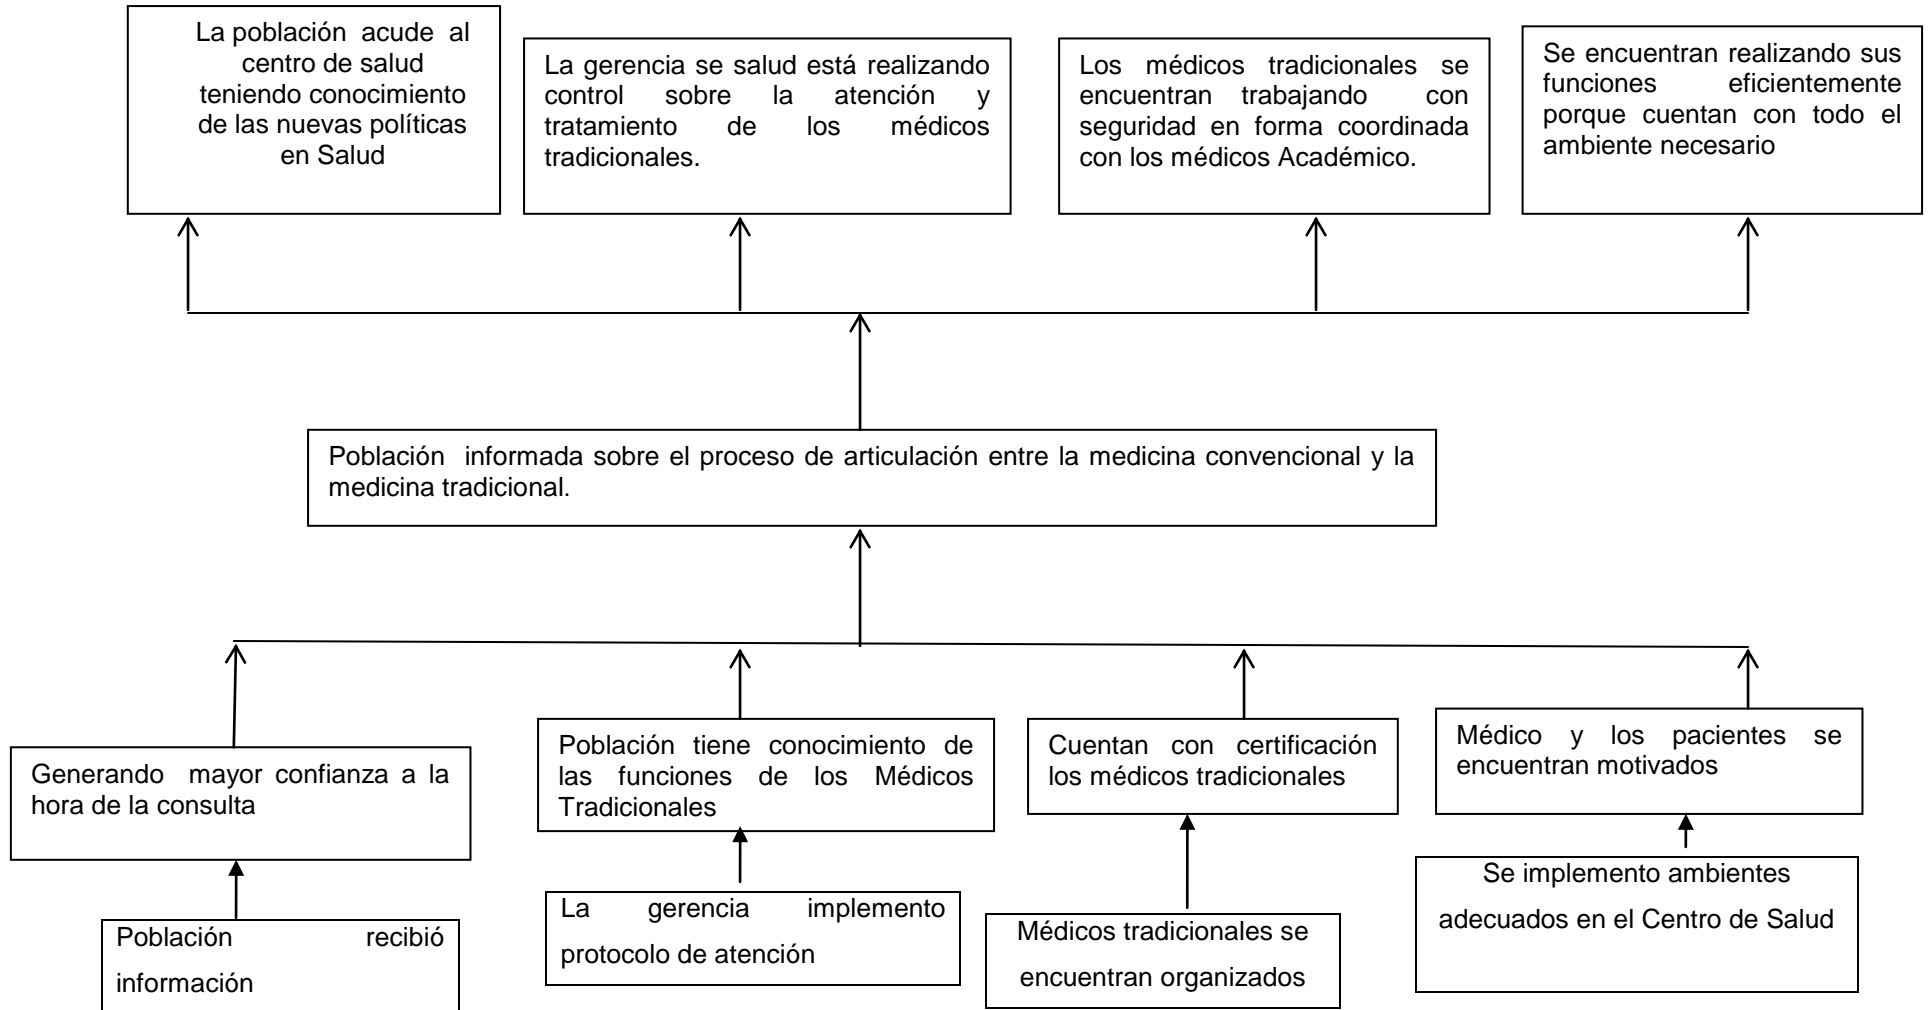 La población acude al
centro de salud
teniendo conocimiento
de las nuevas políticas
en Salud
La gerencia se salud está realizando
control sobre la atención y
tratamiento de los médicos
tradicionales.
Los médicos tradicionales se
encuentran trabajando con
seguridad en forma coordinada
con los médicos Académico.
Se encuentran realizando sus
funciones eficientemente
porque cuentan con todo el
ambiente necesario
Población informada sobre el proceso de articulación entre la medicina convencional y la
medicina tradicional.
Generando mayor confianza a la
hora de la consulta
Población tiene conocimiento de
las funciones de los Médicos
Tradicionales
Cuentan con certificación
los médicos tradicionales
Médico y los pacientes se
encuentran motivados
Población recibió
información
La gerencia implemento
protocolo de atención
Médicos tradicionales se
encuentran organizados
Se implemento ambientes
adecuados en el Centro de Salud